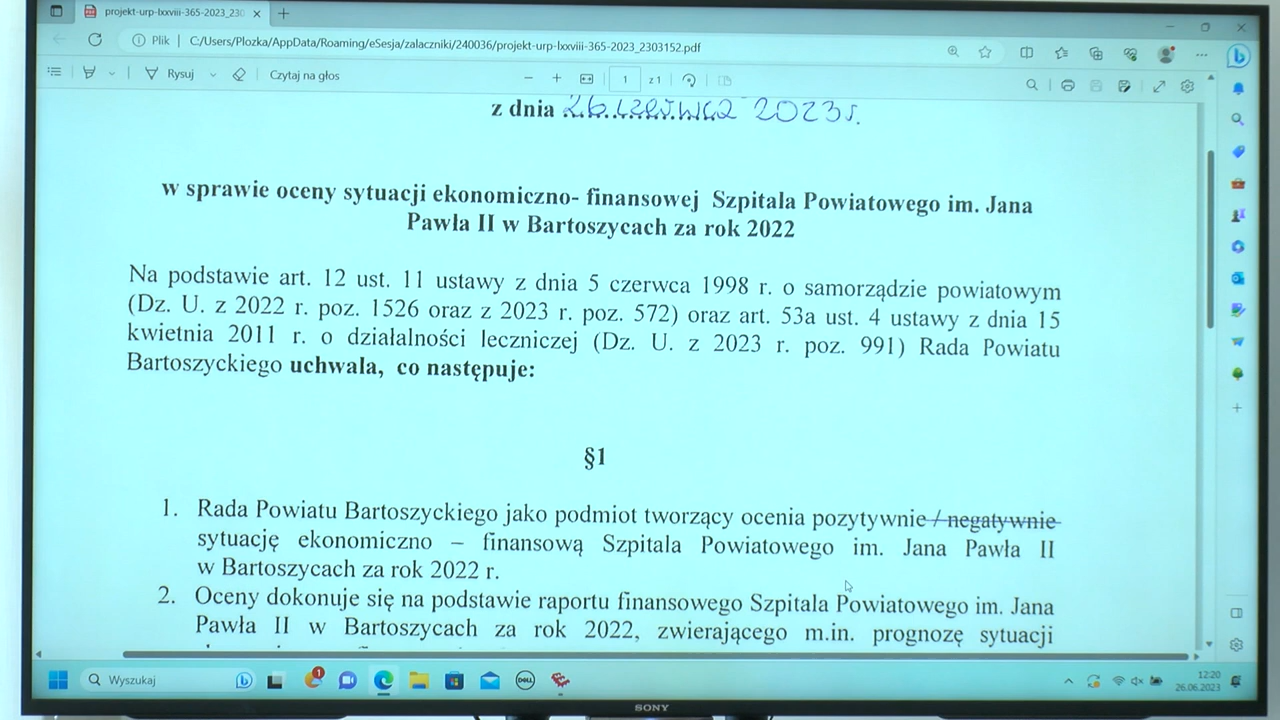 projekt-urp-lxxviii-365-2023_230
Plik | C:/Users/Plozka/AppData/Roaming/eSesja/zalaczniki/240036/projekt-urp-lxxviii-365-2023_2303152.pdf
Rysuj Czytaj na głos 1 z 1
z dnia 26 czerwca 2023r.
w sprawie oceny sytuacji ekonomiczno- finansowej Szpitala Powiatowego im. Jana
Pawła II w Bartoszycach za rok 2022
Na podstawie art. 12 ust. 11 ustawy z dnia 5 czerwca 1998 r. o samorządzie powiatowym
(Dz. U. z 2022 r. poz. 1526 oraz z 2023 r. poz. 572) oraz art. 53a ust. 4 ustawy z dnia 15
kwietnia 2011 r. o działalności leczniczej (Dz. U. z 2023 r. poz. 991) Rada Powiatu
Bartoszyckiego uchwala, co następuje:
§1
1. Rada Powiatu Bartoszyckiego jako podmiot tworzący ocenia pozytywnie / negatywnie
sytuację ekonomiczno – finansową Szpitala Powiatowego im. Jana Pawła II
w Bartoszycach za rok 2022 r.
2. Oceny dokonuje się na podstawie raportu finansowego Szpitala Powiatowego im. Jana
Pawła II w Bartoszycach za rok 2022, zwierającego m.in. prognozę sytuacji
Wyszukaj
1
DELL
12:20
26.06.2023
SONY